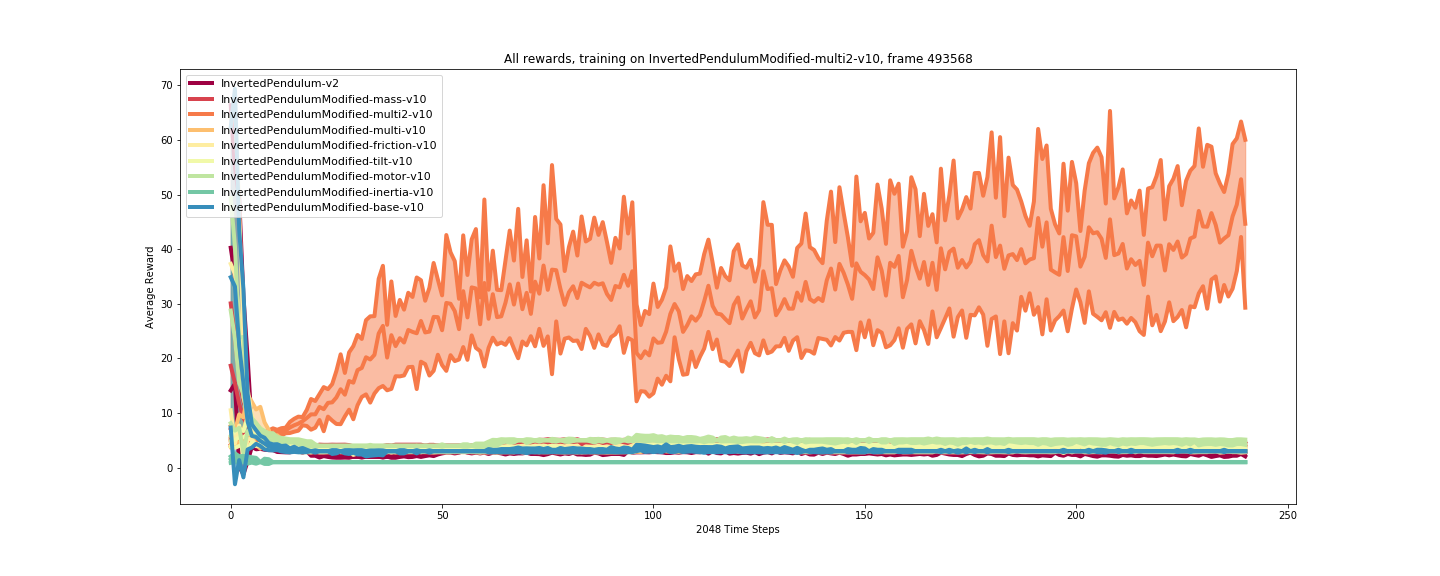 All rewards, training on InvertedPendulumModified-multi2-v10, frame 493568
InvertedPendulum-v2
InvertedPendulumModified-mass-v10
InvertedPendulumModified-multi2-v10
InvertedPendulumModified-multi-v10
InvertedPendulumModified-friction-v10
InvertedPendulumModified-tilt-v10
InvertedPendulumModified-motor-v10
InvertedPendulumModified-inertia-v10
InvertedPendulumModified-base-v10
Average Reward
70
60
50
40
30
20
10
0
0 50 100 150 200 250
2048 Time Steps